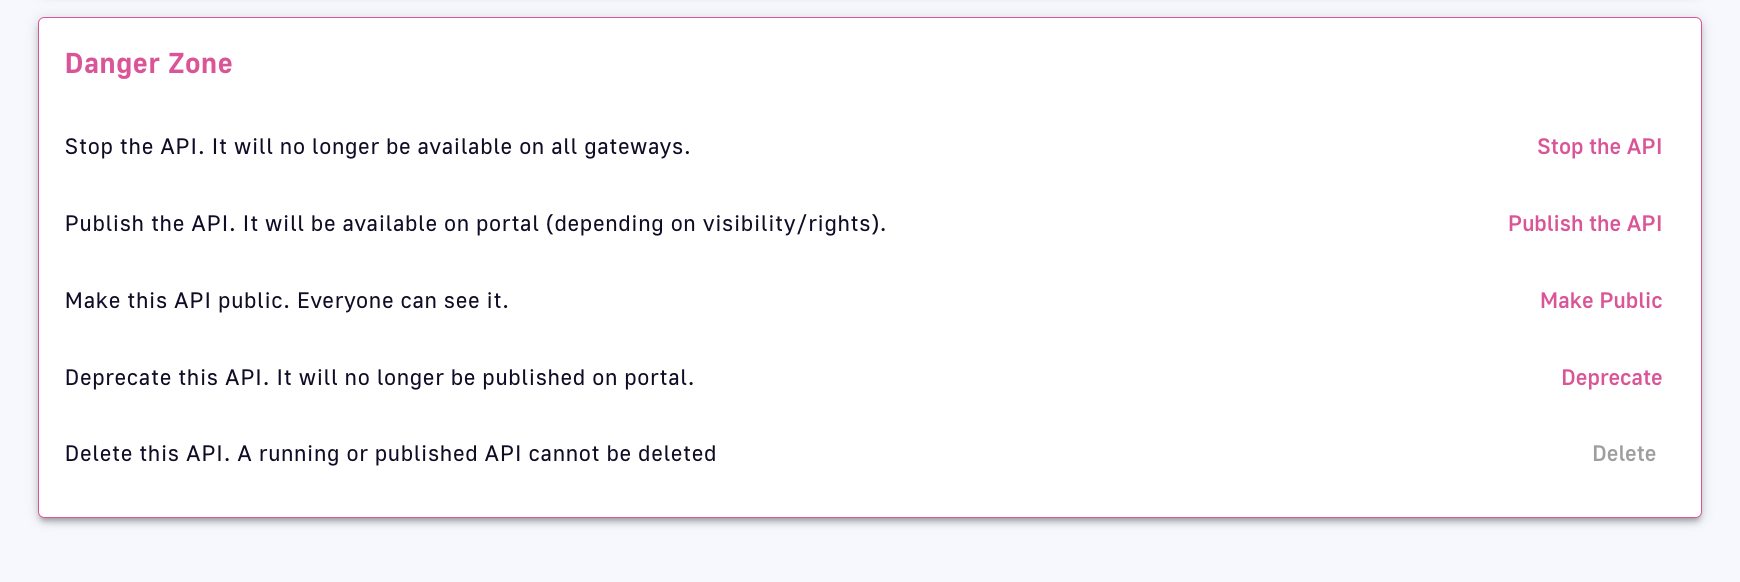 Danger Zone
Stop the API. It will no longer be available on all gateways. Stop the API
Publish the API. It will be available on portal (depending on visibility/rights). Publish the API
Make this API public. Everyone can see it. Make Public
Deprecate this API. It will no longer be published on portal. Deprecate
Delete this API. A running or published API cannot be deleted Delete